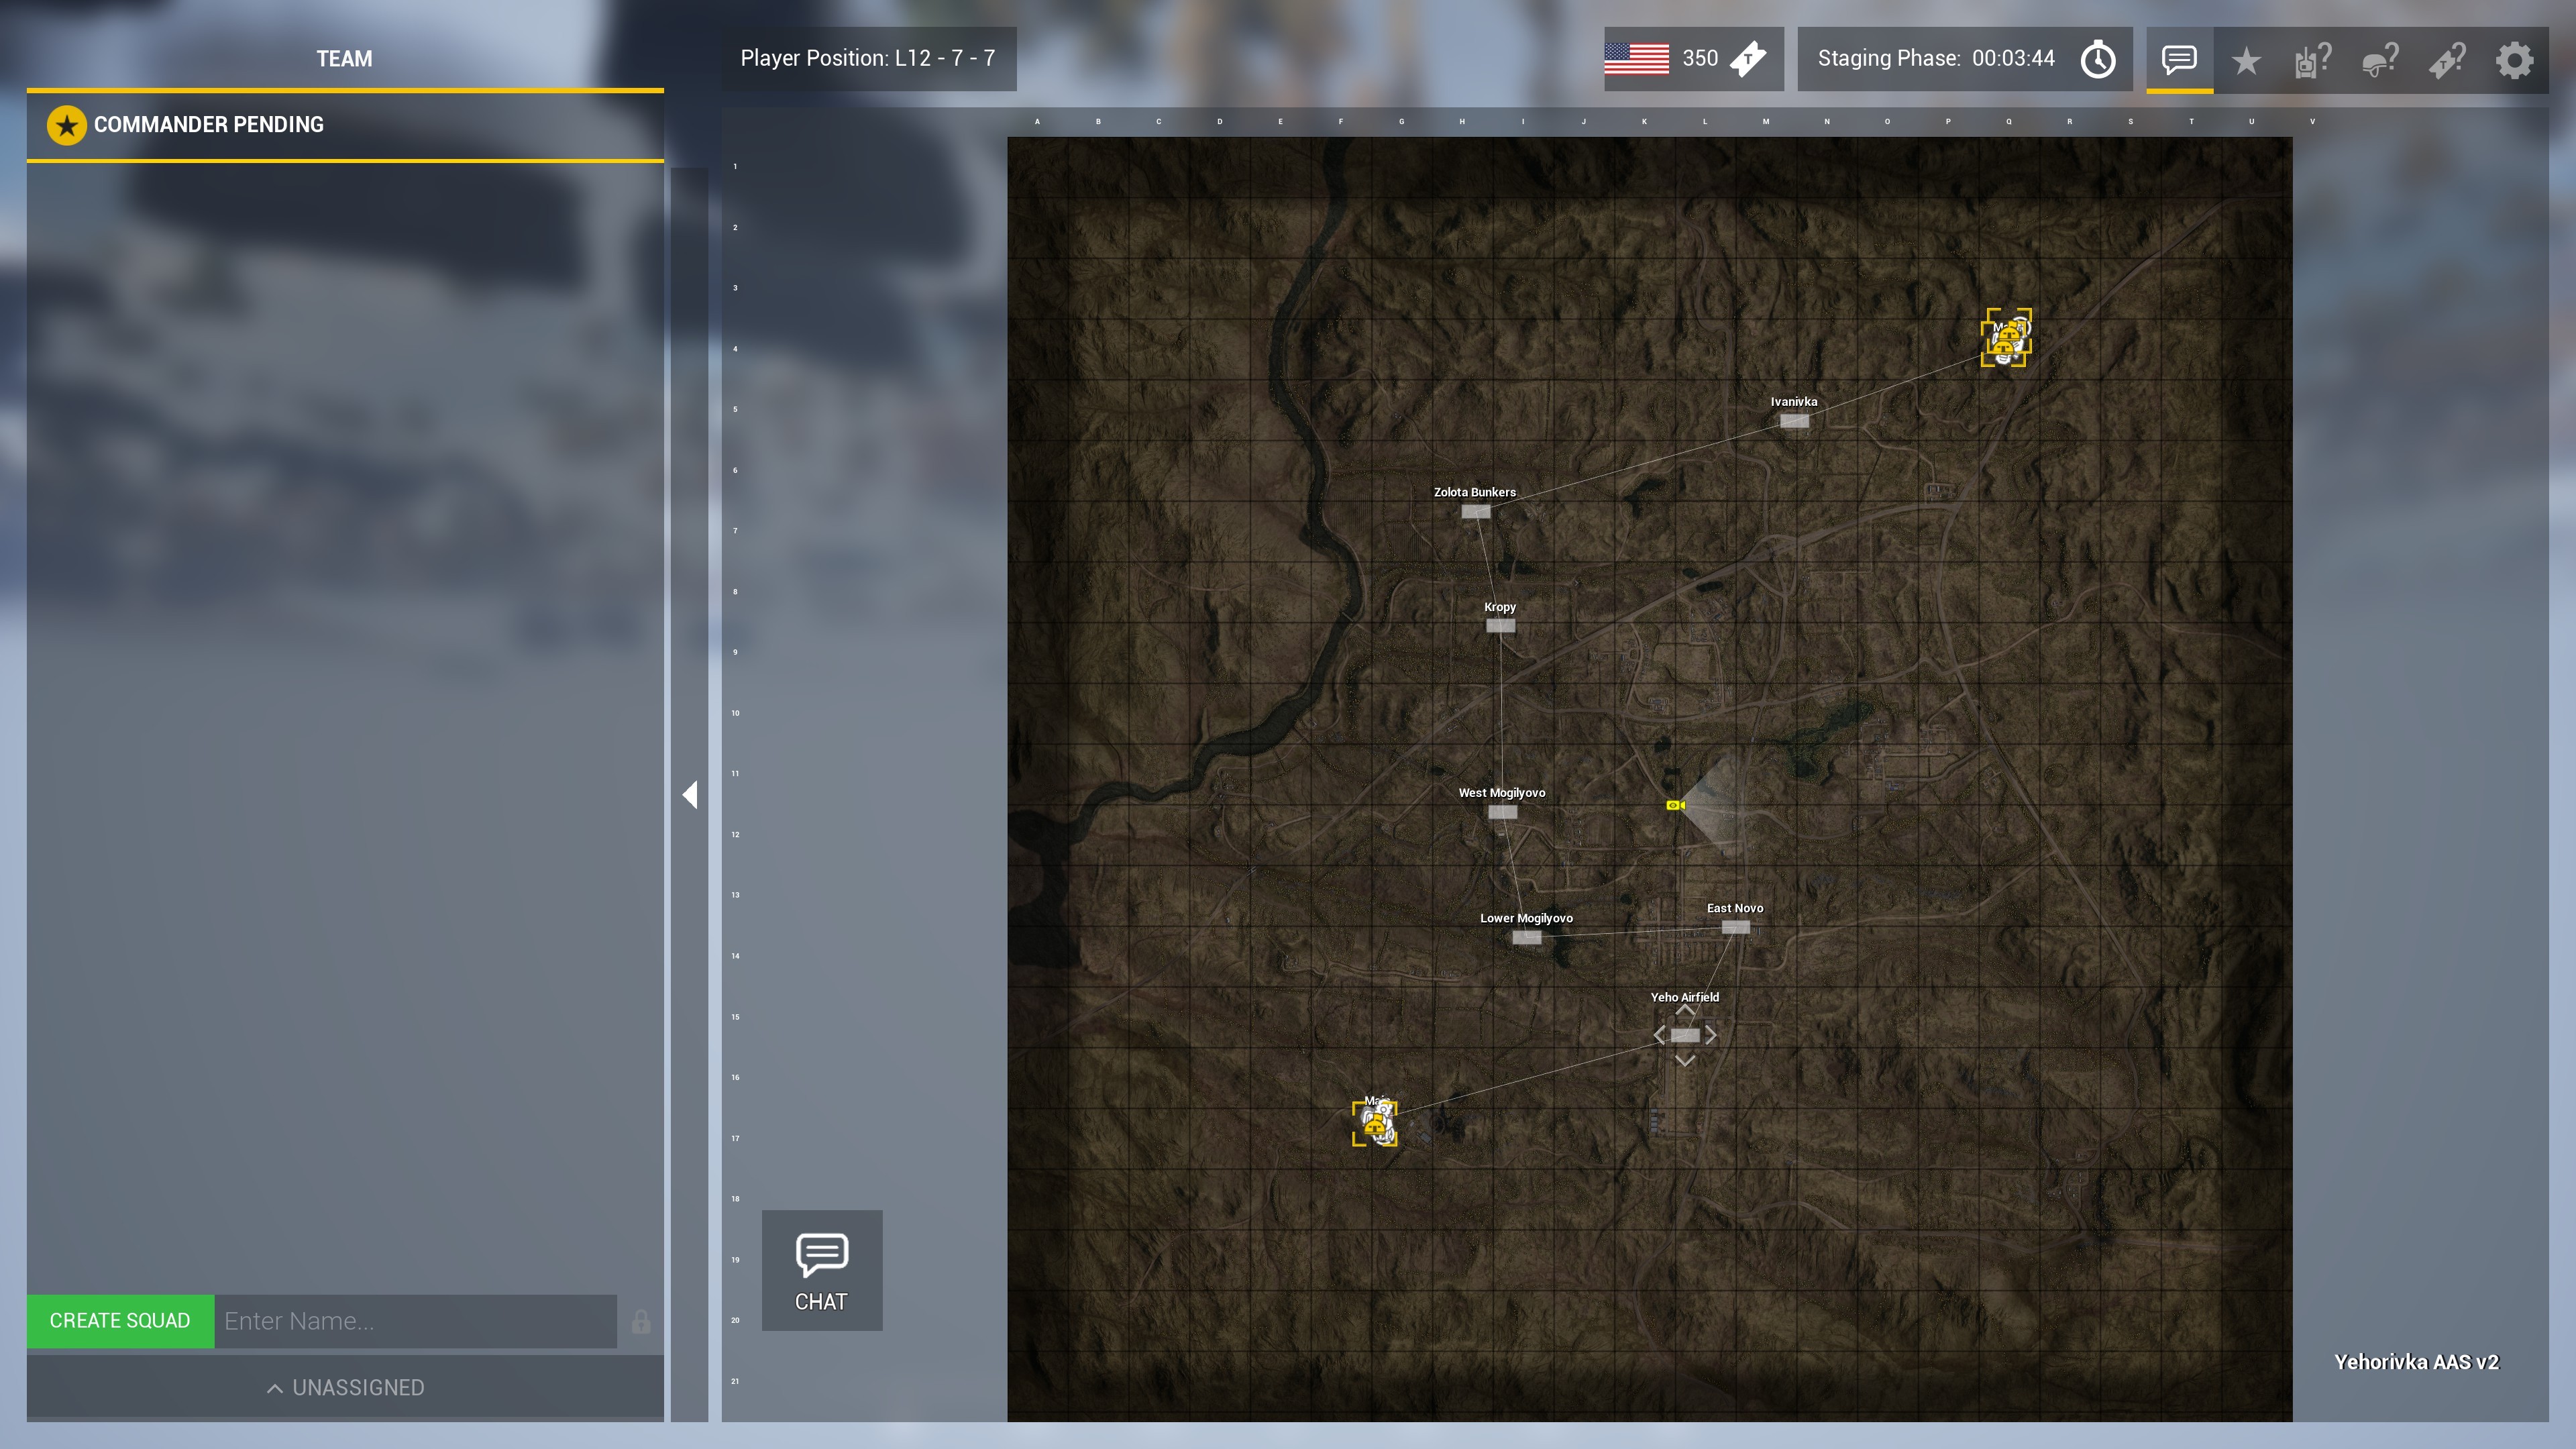 TEAM
Player Position: L12 - 7 - 7
350
T
Staging Phase: 00:03:44
? ? T?
COMMANDER PENDING
A B C D E F G H I J K L M N O P Q R S T U V
1
2
3
4
5
6
7
8
9
10
11
12
13
14
15
16
17
18
19
20
21
Ivanivka
Zolota Bunkers
Kropy
West Mogilyovo
East Novo
Lower Mogilyovo
Yeho Airfield
CHAT
CREATE SQUAD
Enter Name...
UNASSIGNED
Yehorivka AAS v2